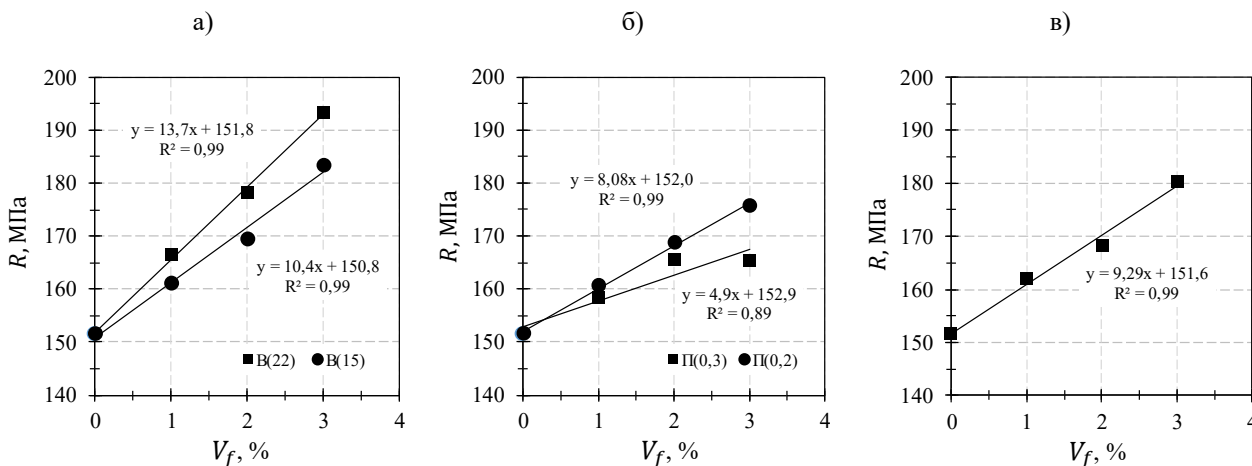 а)
б)
в)
200
190
180
170
160
150
140
R, МПа
y = 13,7x + 151,8
R² = 0,99
y = 10,4x + 150,8
R² = 0,99
В(22) В(15)
0 1 2 3 4
V_f, %
200
190
180
170
160
150
140
R, МПа
y = 8,08x + 152,0
R² = 0,99
y = 4,9x + 152,9
R² = 0,89
П(0,3) П(0,2)
0 1 2 3 4
V_f, %
200
190
180
170
160
150
140
R, МПа
y = 9,29x + 151,6
R² = 0,99
0 1 2 3 4
V_f, %